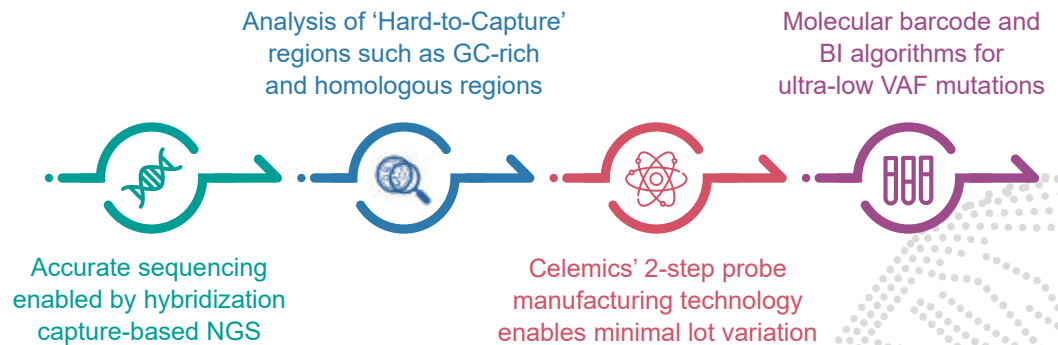 Accurate sequencing
enabled by hybridization
capture-based NGS
Analysis of ‘Hard-to-Capture’
regions such as GC-rich
and homologous regions
Celemics’ 2-step probe
manufacturing technology
enables minimal lot variation
Molecular barcode and
BI algorithms for
ultra-low VAF mutations